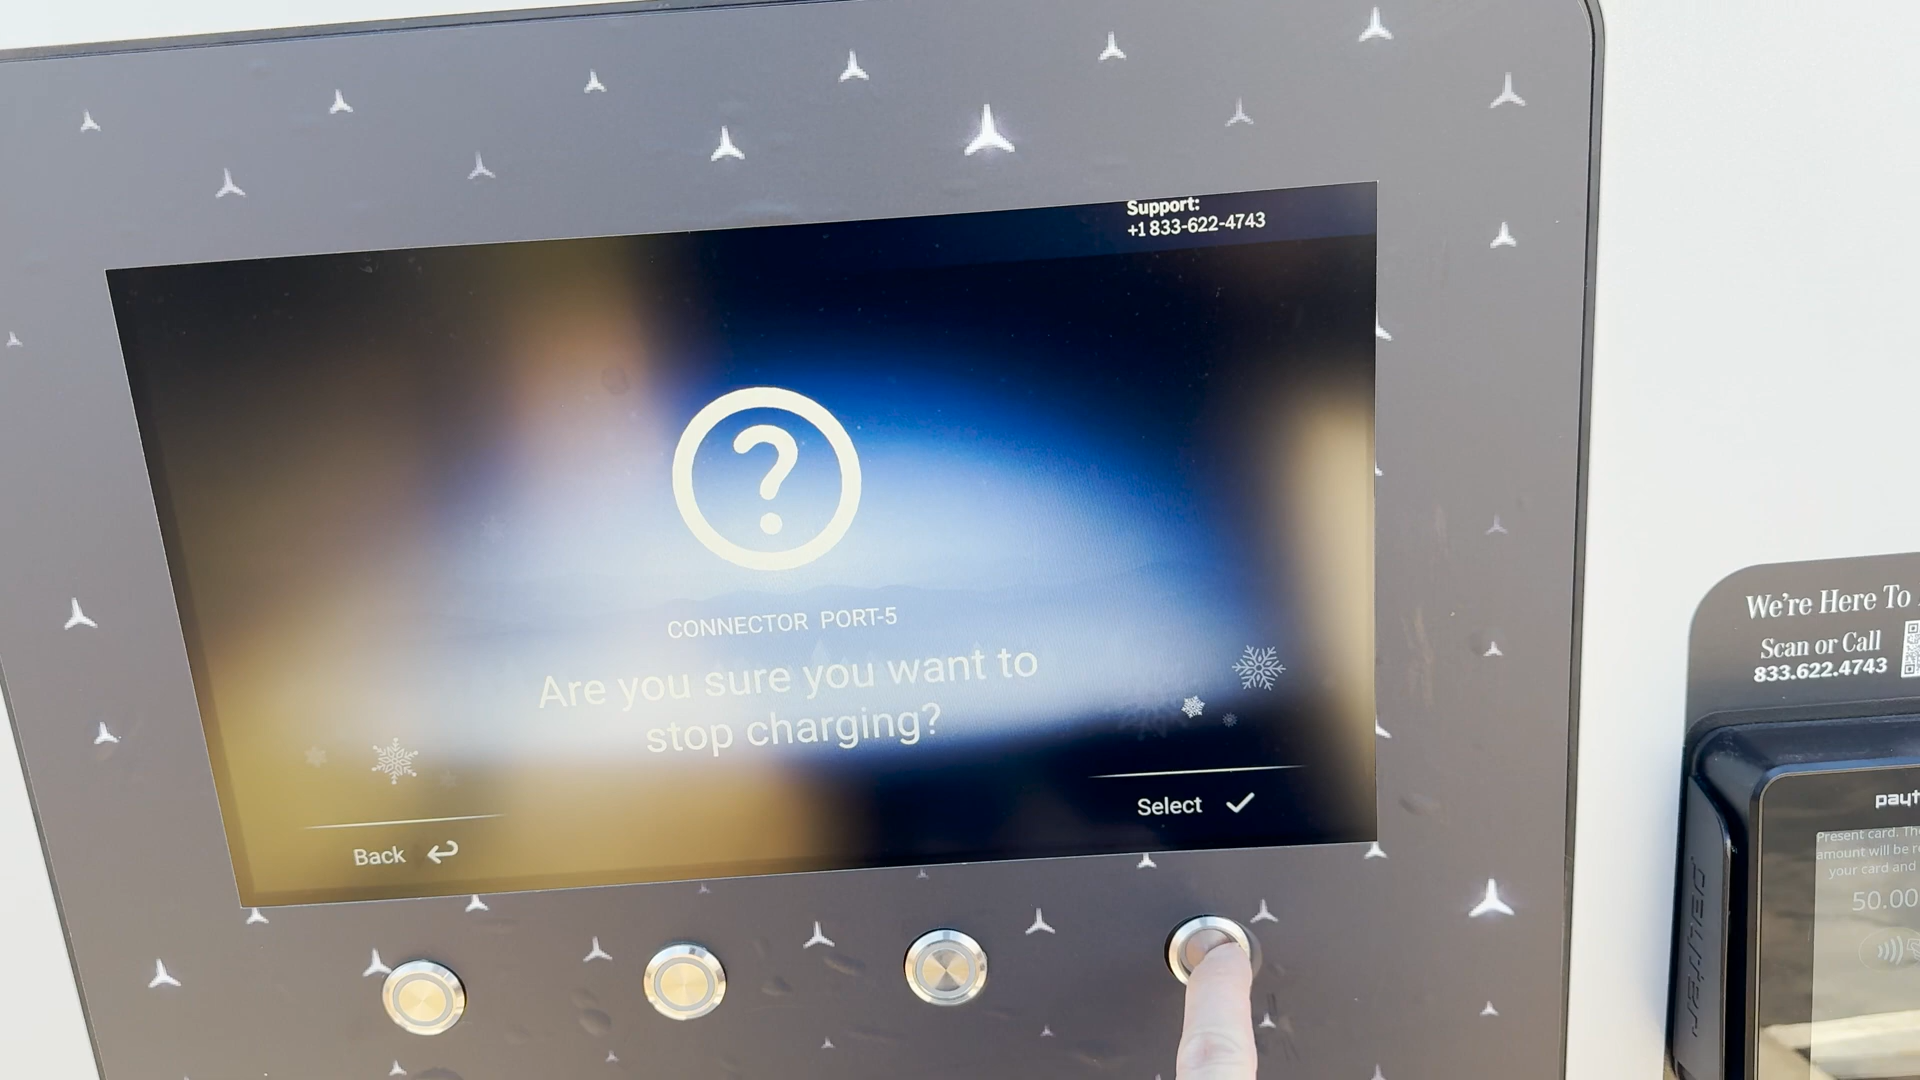 Support:
+1 833-622-4743
CONNECTOR PORT-5
Are you sure you want to
stop charging?
Select
Back
We're Here To
Scan or Call
833.622.4743
Present card. The
amount will be
your card and
50.00
PAYTER